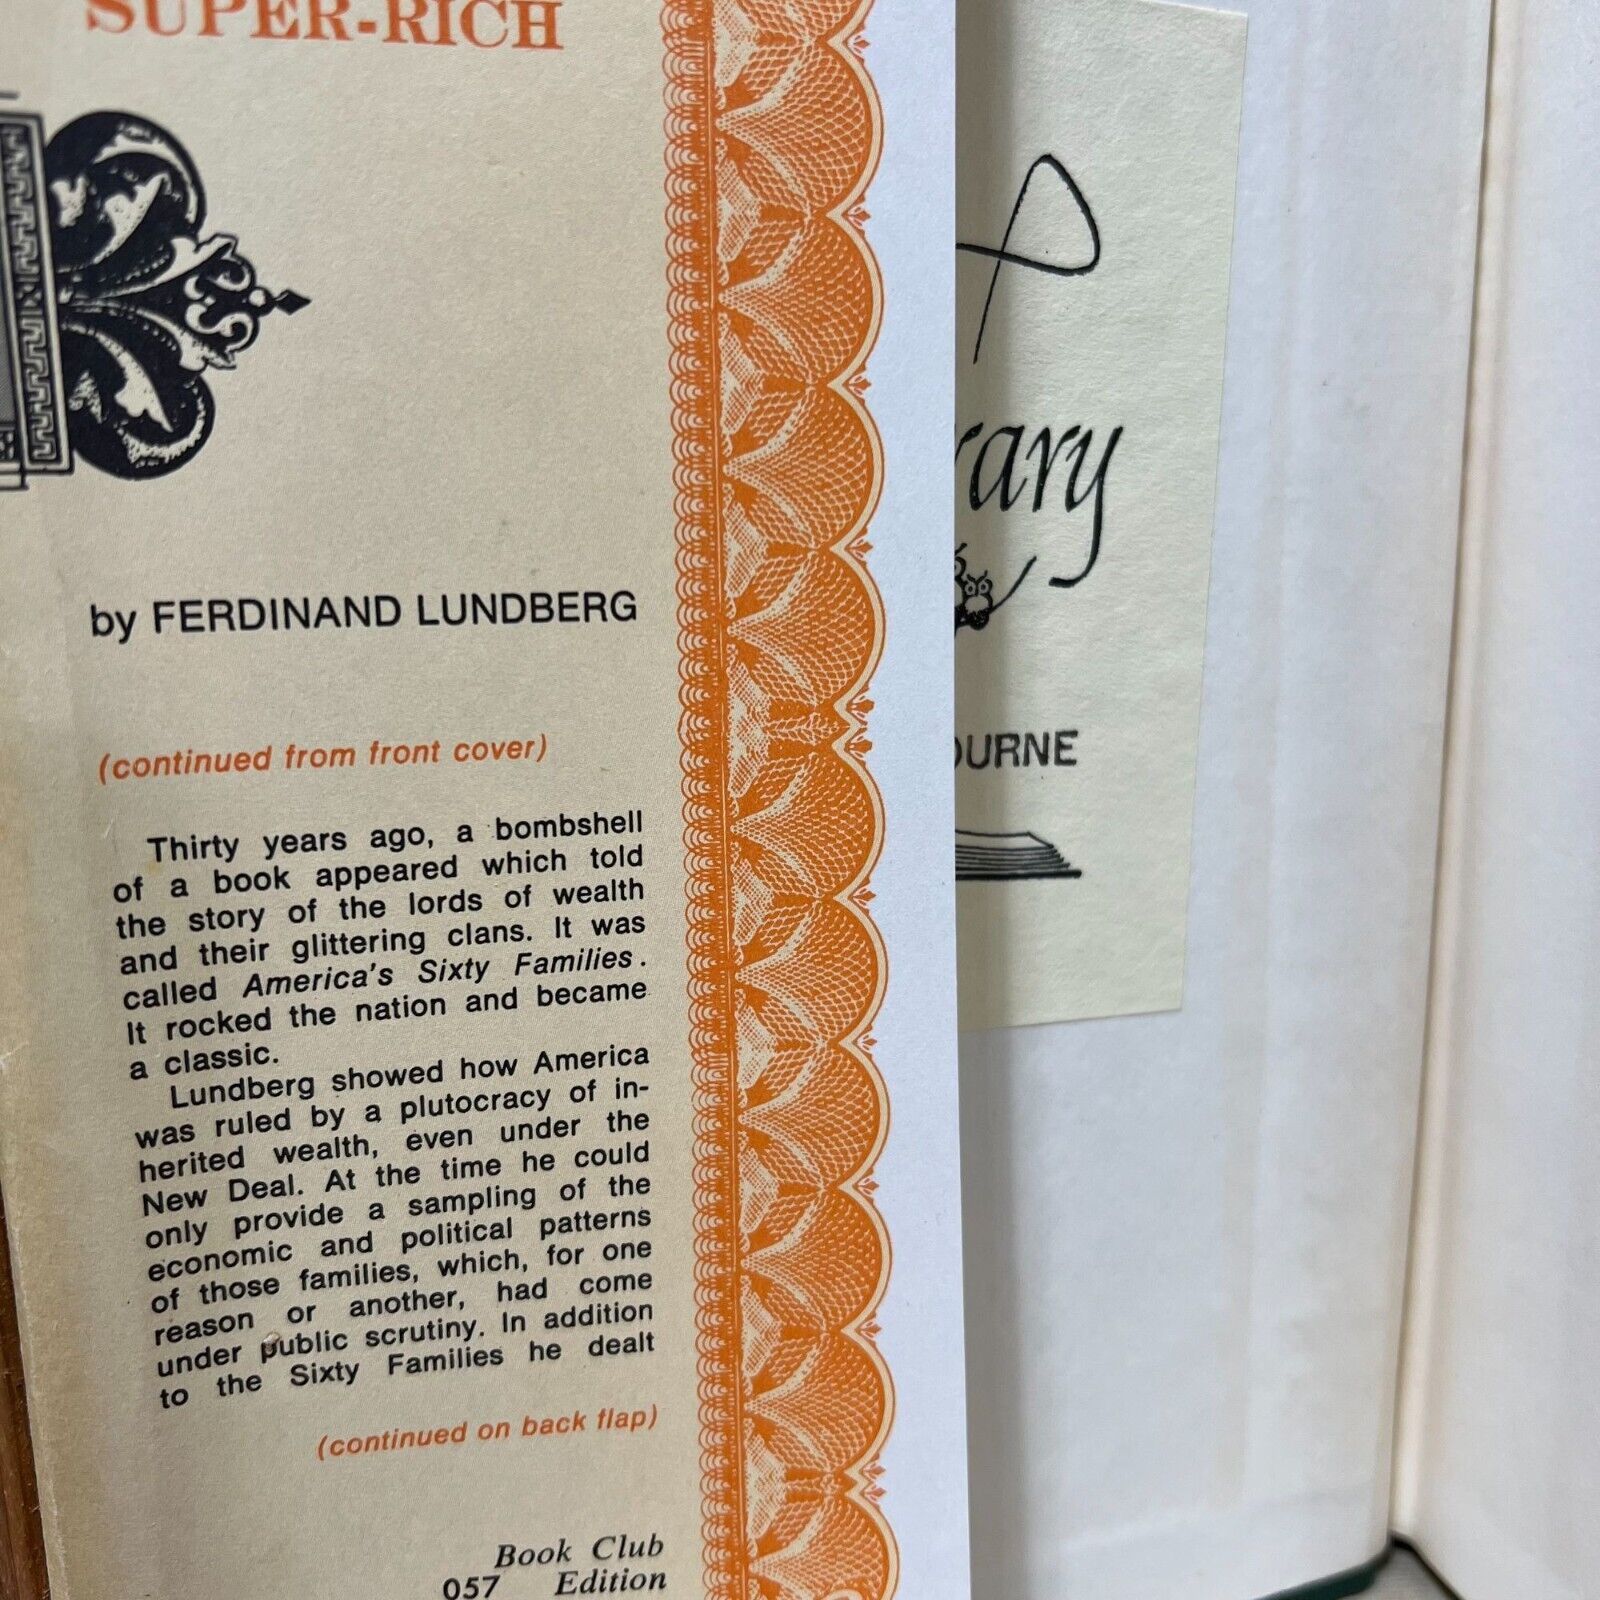 SUPER-RICH
by FERDINAND LUNDBERG
(continued from front cover)
Thirty years ago, a bombshell
of a book appeared which told
the story of the lords of wealth
and their glittering clans. It was
called America's Sixty Families.
It rocked the nation and became
a classic.
Lundberg showed how America
was ruled by a plutocracy of in-
herited wealth, even under the
New Deal. At the time he could
only provide a sampling of the
economic and political patterns
of those families, which, for one
reason or another, had come
under public scrutiny. In addition
to the Sixty Families he dealt
(continued on back flap)
Book Club
057 Edition